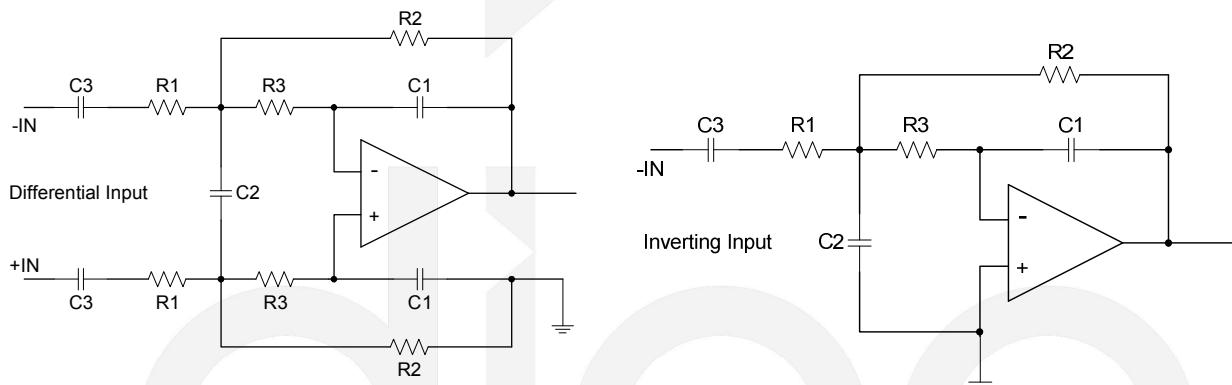 R2
C3
R1
R3
C1
-IN
-
Differential Input
C2
+
+IN
C3
R1
R3
C1
R2
R2
C3
R1
R3
C1
-IN
-
Inverting Input
C2
+